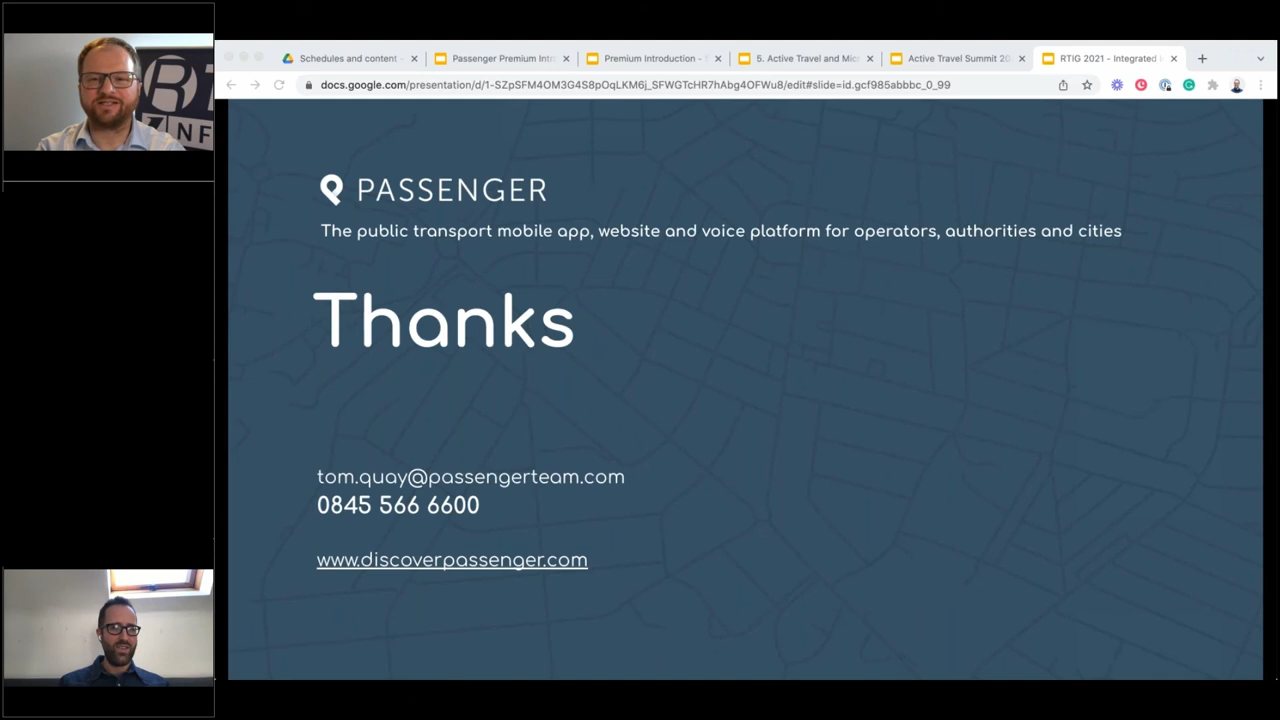 Schedules and content -
Passenger Premium Intr
Premium Introduction - S
5. Active Travel and Mic
Active Travel Summit 20
RTIG 2021 - Integrated i
docs.google.com/presentation/d/1-SZpSFM4OM3G4S8pOqLKM6j_SFWGTcHR7hAbg4OFWu8/edit#slide=id.gcf985abbbc_0_99
PASSENGER
The public transport mobile app, website and voice platform for operators, authorities and cities
Thanks
tom.quay@passengerteam.com
0845 566 6600
www.discoverpassenger.com
RT
NF